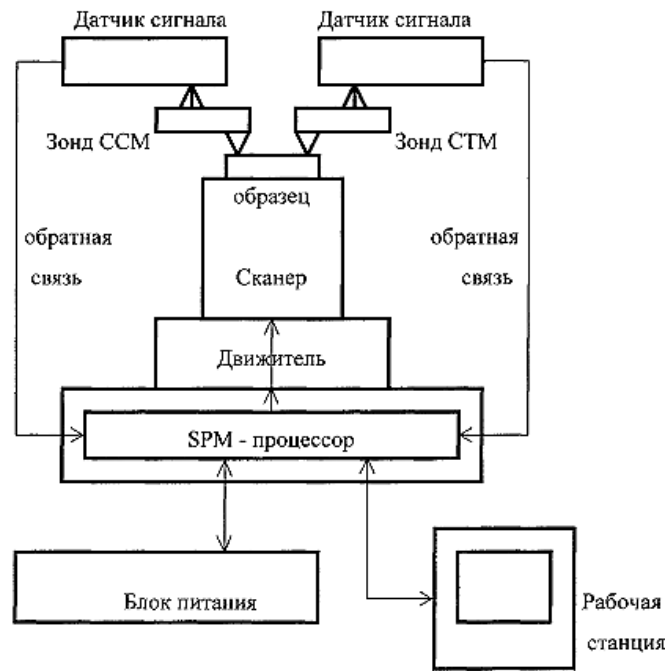 Датчик сигнала
Датчик сигнала
Зонд ССМ
Зонд СТМ
образец
обратная
связь
обратная
связь
Сканер
Движитель
SPM - процессор
Блок питания
Рабочая
станция